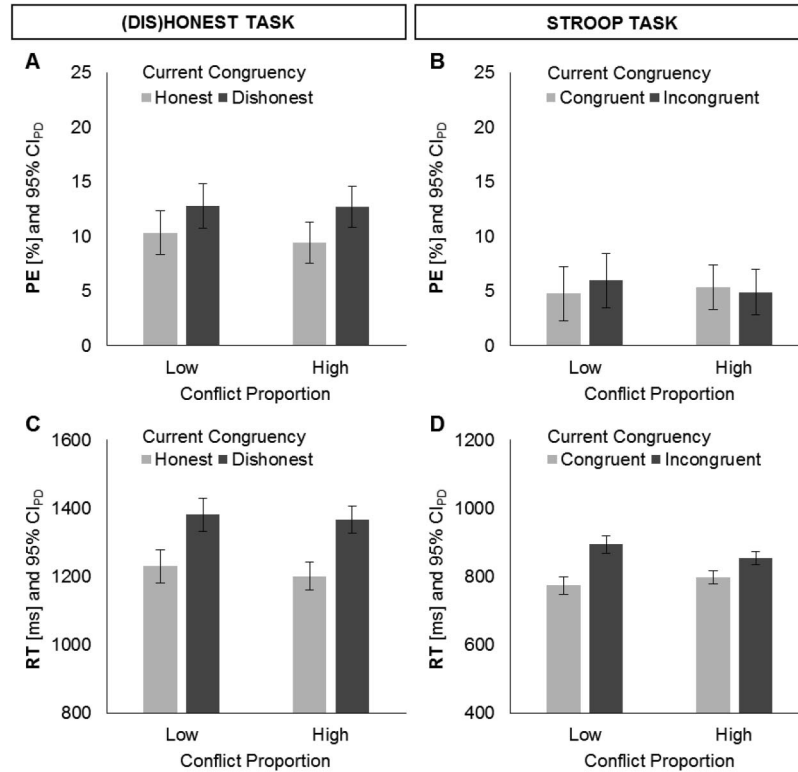 (DIS)HONEST TASK
STROOP TASK
A
Current Congruency
Honest Dishonest
PE [%] and 95% CIPD
25
20
15
10
5
0
Low High
Conflict Proportion
B
Current Congruency
Congruent Incongruent
PE [%] and 95% CIPD
25
20
15
10
5
0
Low High
Conflict Proportion
C
Current Congruency
Honest Dishonest
RT [ms] and 95% CIPD
1600
1400
1200
1000
800
Low High
Conflict Proportion
D
Current Congruency
Congruent Incongruent
RT [ms] and 95% CIPD
1200
1000
800
600
400
Low High
Conflict Proportion